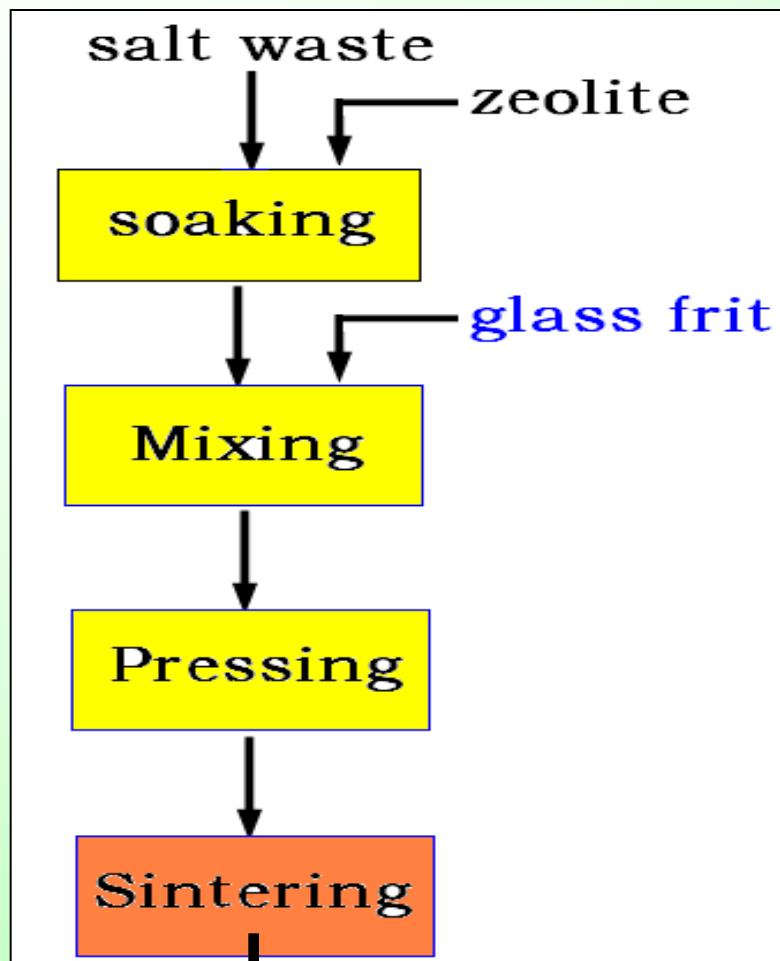 salt waste
zeolite
soaking
glass frit
Mixing
Pressing
Sintering